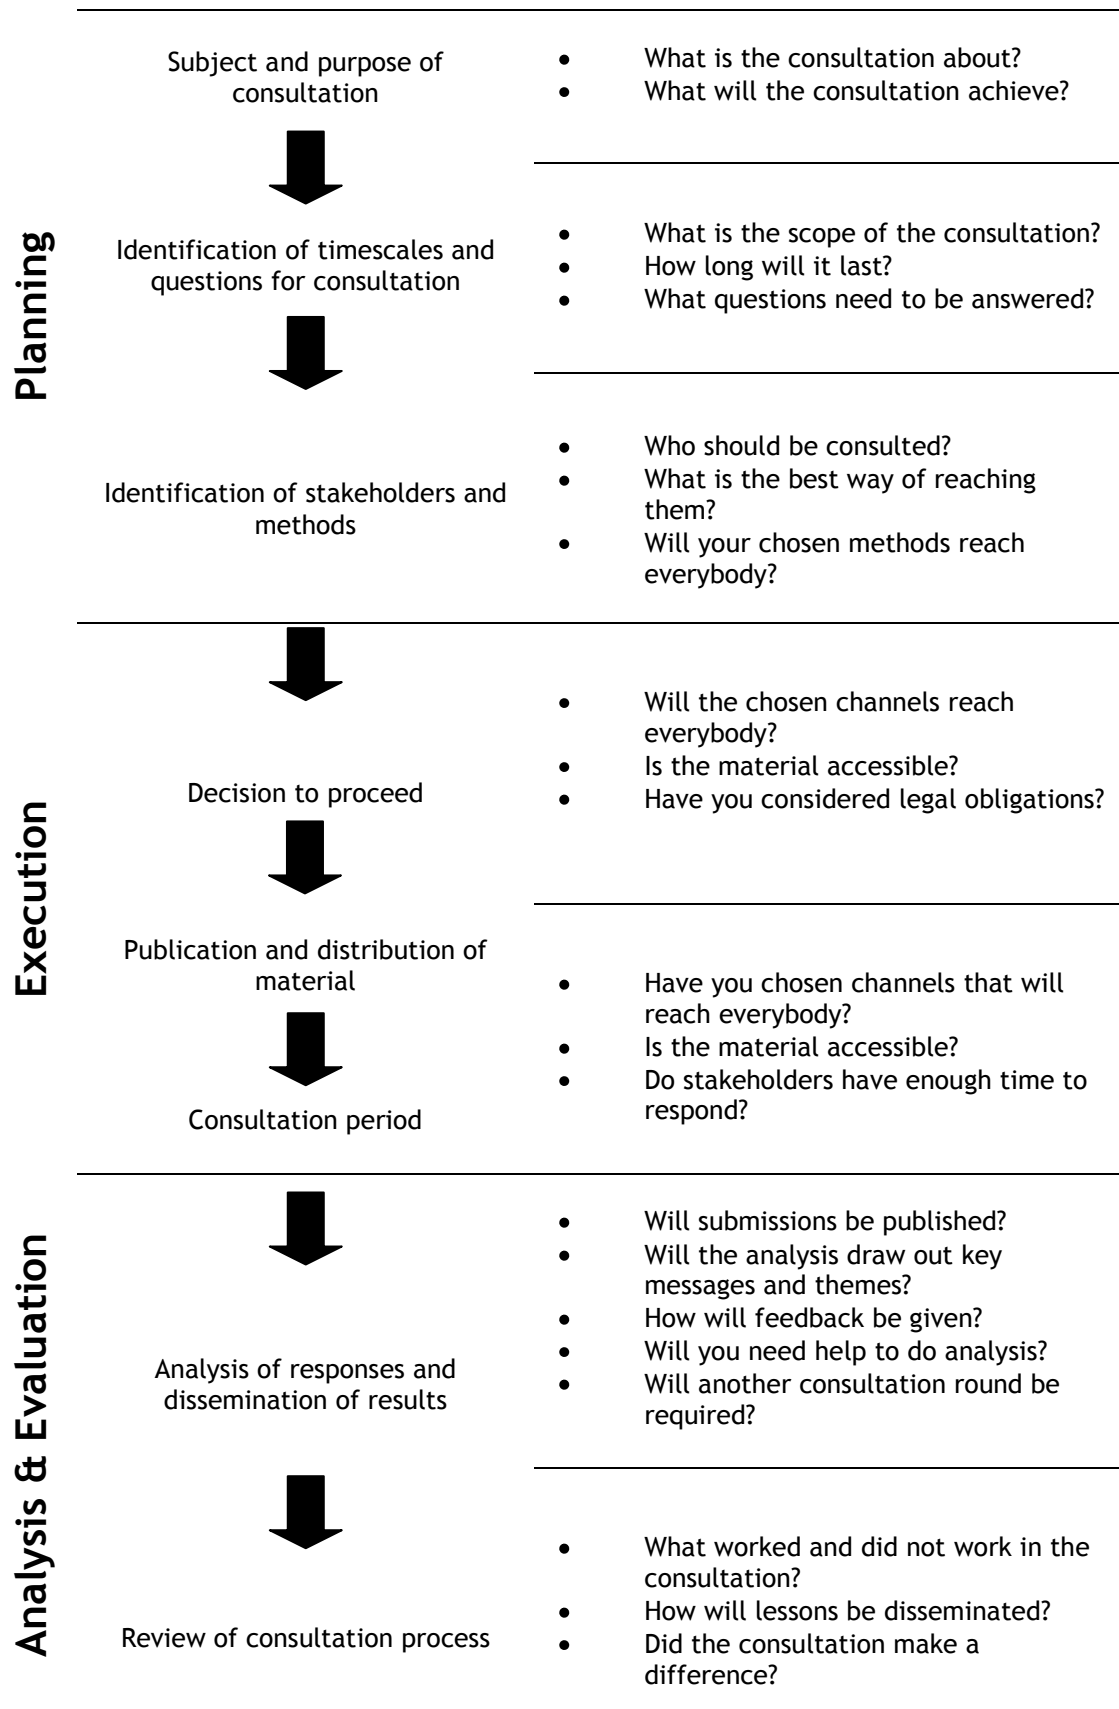 Planning
Subject and purpose of
consultation
• What is the consultation about?
• What will the consultation achieve?
Identification of timescales and
questions for consultation
• What is the scope of the consultation?
• How long will it last?
• What questions need to be answered?
Identification of stakeholders and
methods
• Who should be consulted?
• What is the best way of reaching
them?
• Will your chosen methods reach
everybody?
Execution
Decision to proceed
• Will the chosen channels reach
everybody?
• Is the material accessible?
• Have you considered legal obligations?
Publication and distribution of
material
Consultation period
• Have you chosen channels that will
reach everybody?
• Is the material accessible?
• Do stakeholders have enough time to
respond?
Analysis & Evaluation
Analysis of responses and
dissemination of results
• Will submissions be published?
• Will the analysis draw out key
messages and themes?
• How will feedback be given?
• Will you need help to do analysis?
• Will another consultation round be
required?
Review of consultation process
• What worked and did not work in the
consultation?
• How will lessons be disseminated?
• Did the consultation make a
difference?